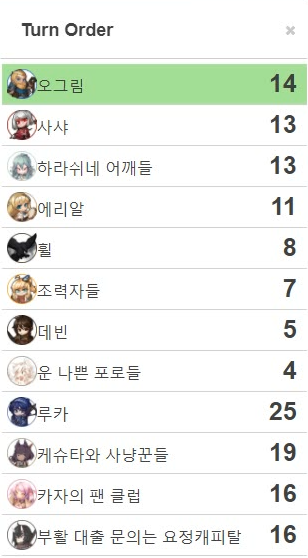 Turn Order ×
오그림 14
사샤 13
하라쉬네 어깨들 13
에리얄 11
휠 8
조력자들 7
데빈 5
운 나쁜 포로들 4
루카 25
케슈타와 사냥꾼들 19
카자의 팬 클럽 16
부활 대출 문의는 요정캐피탈 16